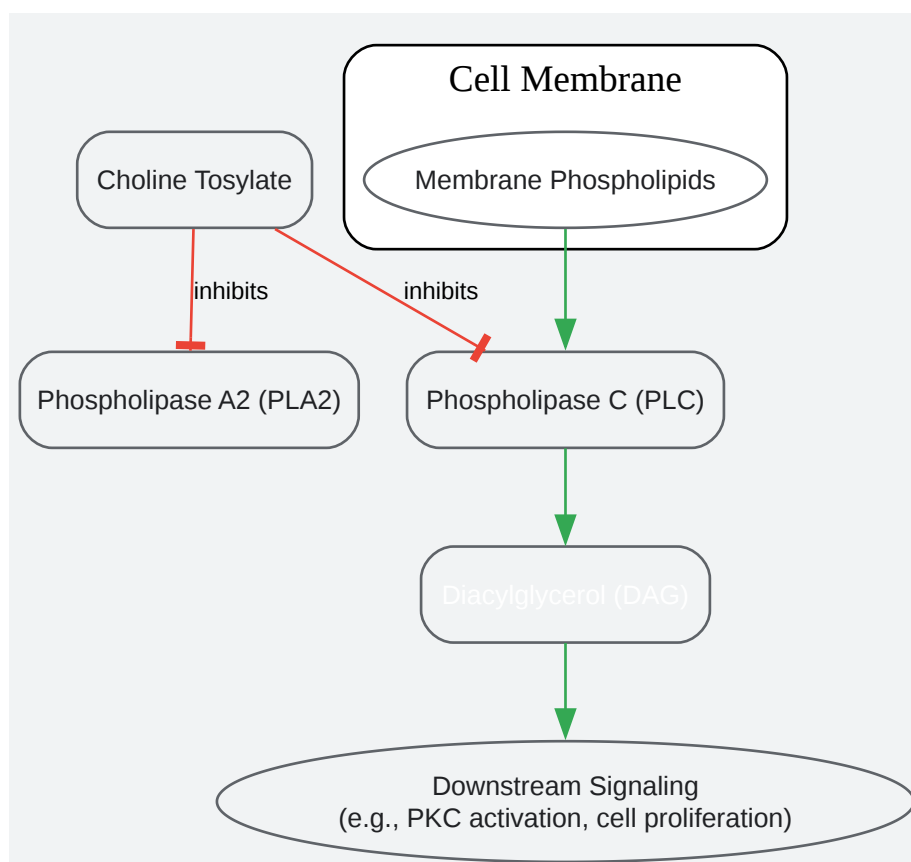 Cell Membrane
Choline Tosylate
Membrane Phospholipids
inhibits
inhibits
Phospholipase A2 (PLA2)
Phospholipase C (PLC)
Diacylglycerol (DAG)
Downstream Signaling
(e.g., PKC activation, cell proliferation)